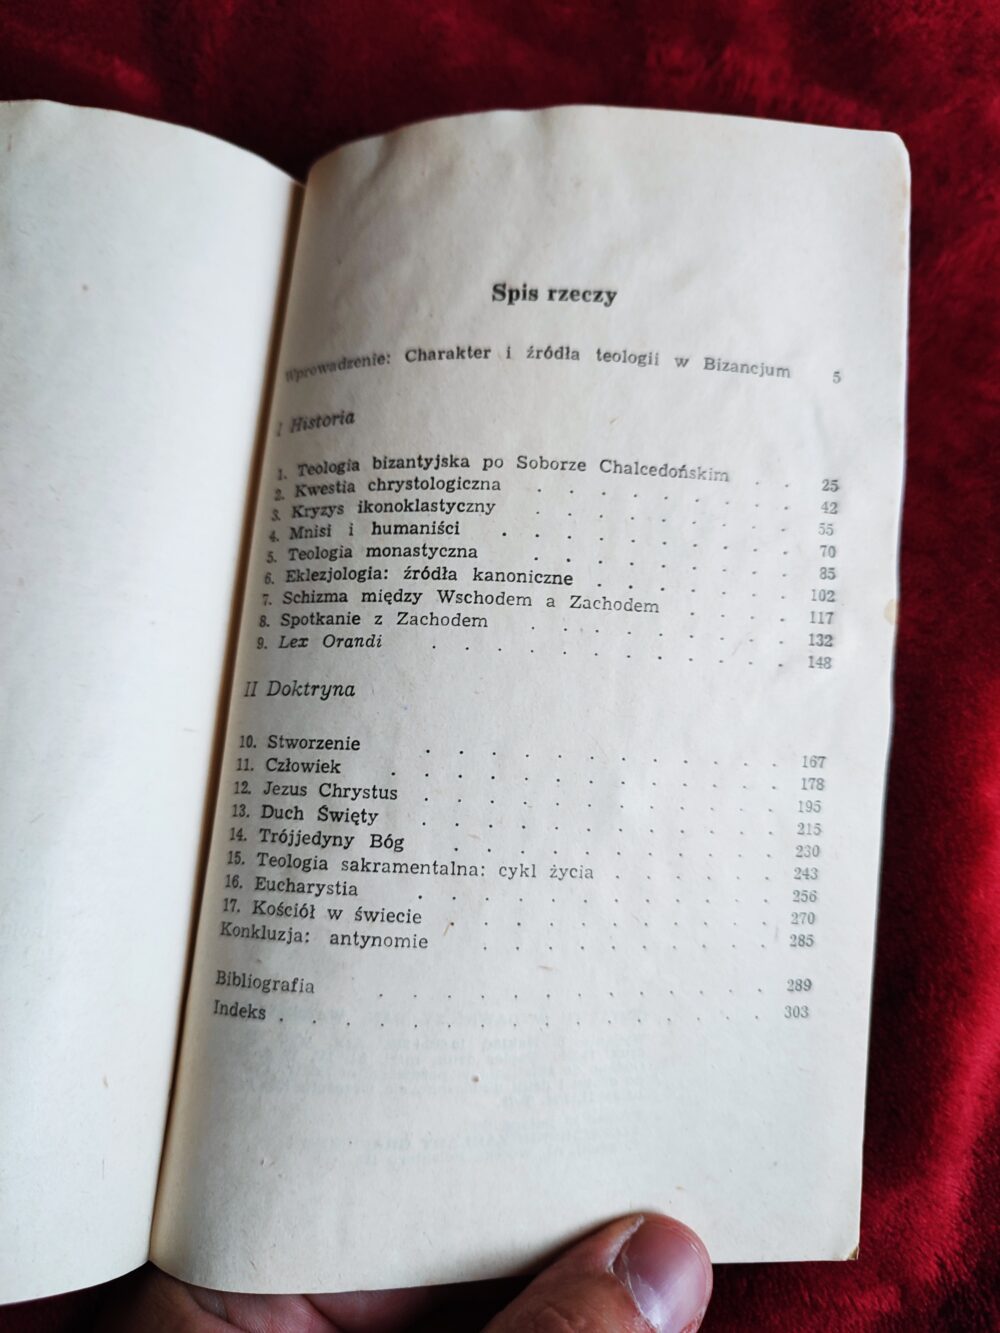 Spis rzeczy
Wprowadzenie: Charakter i źródła teologii w Bizancjum 5
I Historia
1. Teologia bizantyjska po Soborze Chalcedońskim . . 25
2. Kwestia chrystologiczna . . . . . . . . 42
3. Kryzys ikonoklastyczny . . . . . . . . 55
4. Mnisi i humaniści . . . . . . . . . 70
5. Teologia monastyczna . . . . . . . . 85
6. Eklezjologia: źródła kanoniczne . . . . . . 102
7. Schizma między Wschodem a Zachodem . . . . 117
8. Spotkanie z Zachodem . . . . . . . . 132
9. Lex Orandi . . . . . . . . . . . 148
II Doktryna
10. Stworzenie . . . . . . . . . . . 167
11. Człowiek . . . . . . . . . . . . 178
12. Jezus Chrystus . . . . . . . . . . . 195
13. Duch Święty . . . . . . . . . . . 215
14. Trójjedyny Bóg . . . . . . . . . . 230
15. Teologia sakramentalna: cykl życia . . . . . . 243
16. Eucharystia . . . . . . . . . . . 256
17. Kościół w świecie . . . . . . . . . . 270
Konkluzja: antynomie . . . . . . . . . 285
Bibliografia . . . . . . . . . . . . 289
Indeks . . . . . . . . . . . . . . . 303